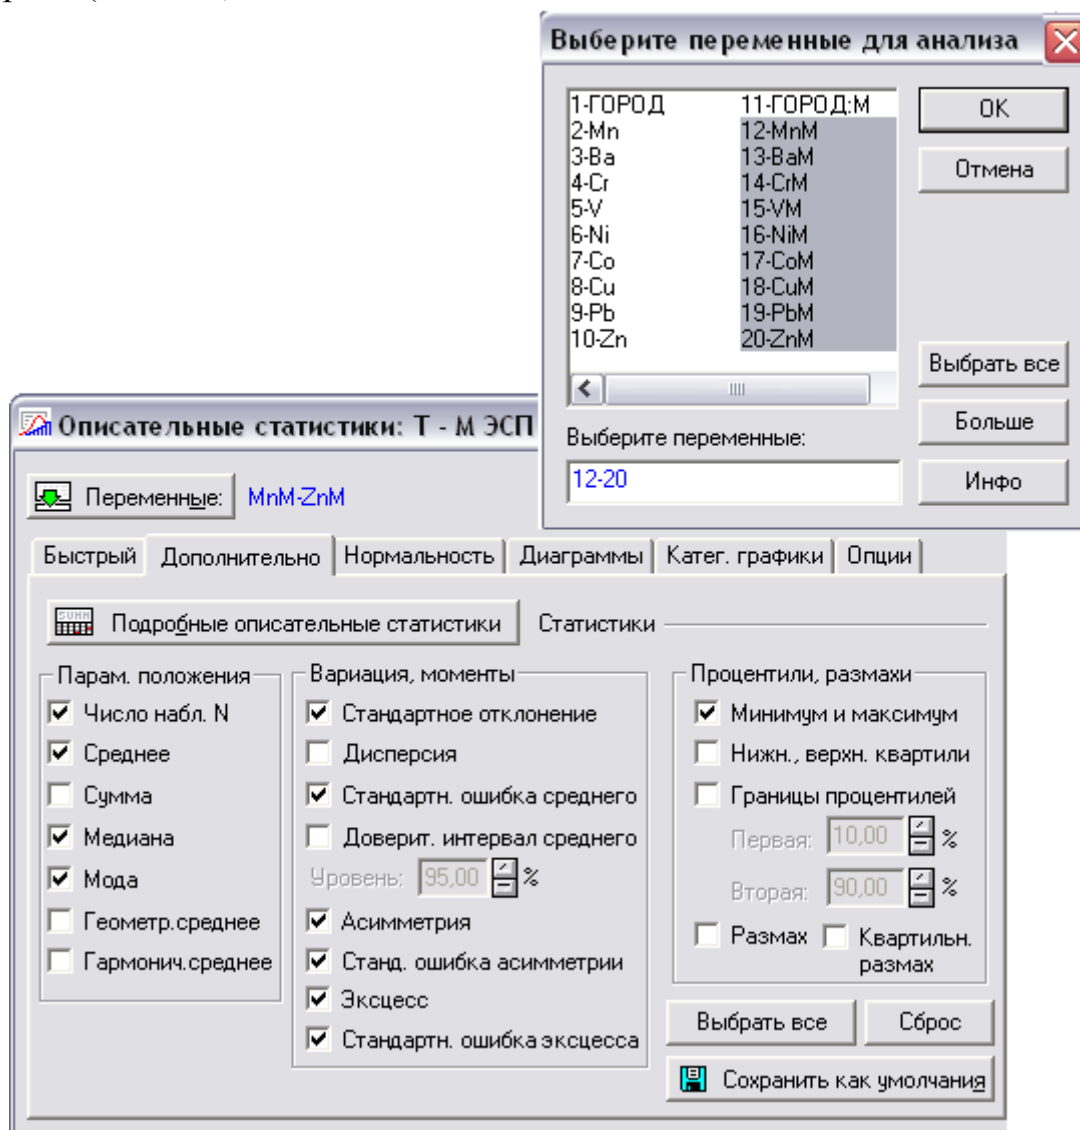 Выберите переменные для анализа
1-ГОРОД 11-ГОРОД:М
2-Mn 12-MnM
3-Ba 13-BaM
4-Cr 14-CrM
5-V 15-VM
6-Ni 16-NiM
7-Co 17-CoM
8-Cu 18-CuM
9-Pb 19-PbM
10-Zn 20-ZnM
OK
Отмена
Выбрать все
Больше
Инфо
Выберите переменные:
12-20
Описательные статистики: Т - М ЭСП
Переменные: MnM-ZnM
Быстрый Дополнительно Нормальность Диаграммы Катег. графики Опции
Подробные описательные статистики Статистики
Парам. положения
Число набл. N
Среднее
Сумма
Медиана
Мода
Геометр.среднее
Гармонич.среднее
Вариация, моменты
Стандартное отклонение
Дисперсия
Стандартн. ошибка среднего
Доверит. интервал среднего
Уровень: 95,00 %
Асимметрия
Станд. ошибка асимметрии
Эксцесс
Стандартн. ошибка эксцесса
Процентили, размахи
Минимум и максимум
Нижн., верхн. квартили
Границы процентилей
Первая: 10,00 %
Вторая: 90,00 %
Размах Квартильн.
размах
Выбрать все Сброс
Сохранить как умолчания